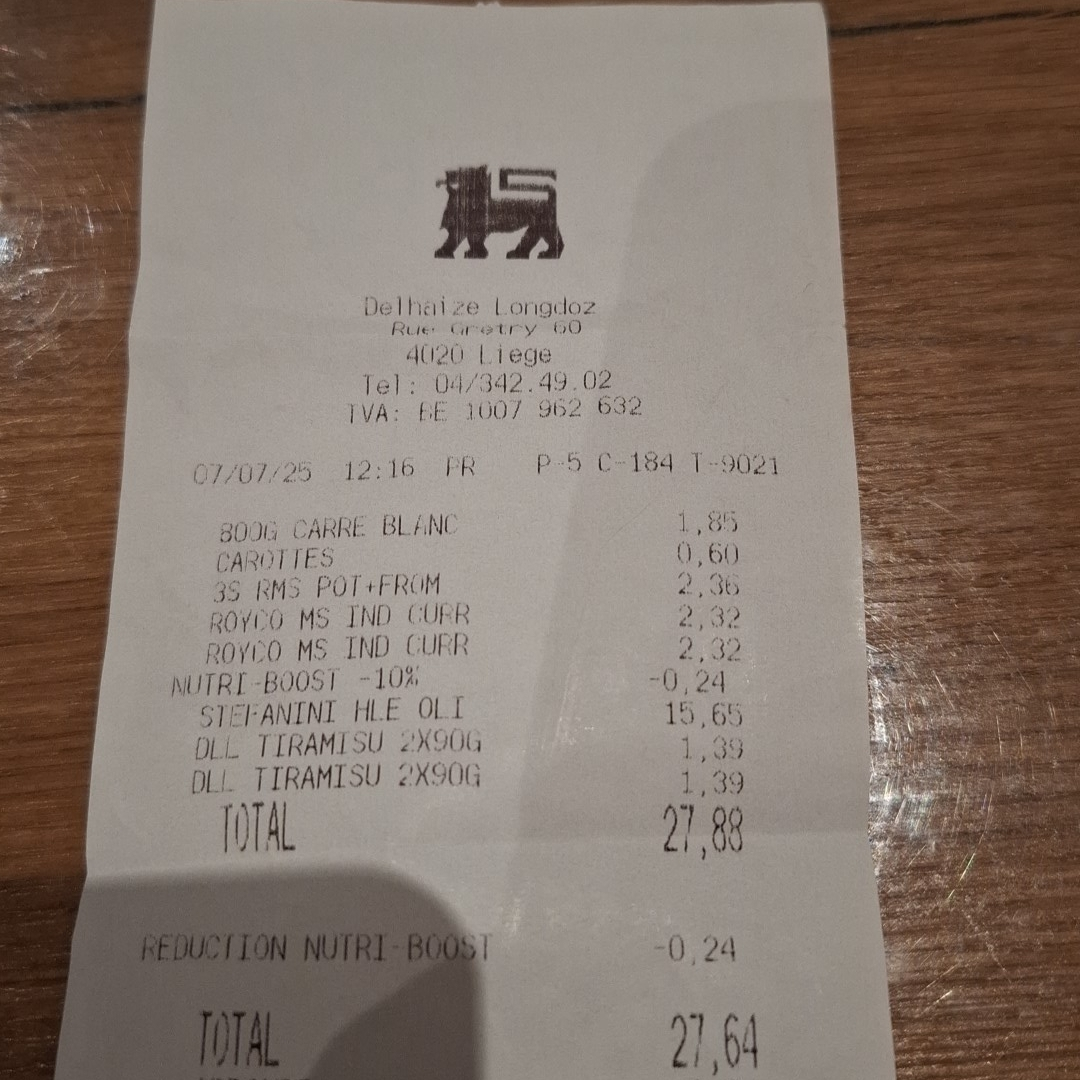 Delhaize Longdoz
Rue Gretry 60
4020 Liege
Tel: 04/342.49.02
TVA: BE 1007 962 632
07/07/25 12:16 PR P-5 C-184 T-9021
800G CARRE BLANC 1,85
CAROTTES 0,60
3S RMS POT+FROM 2,36
ROYCO MS IND CURR 2,32
ROYCO MS IND CURR 2,32
NUTRI-BOOST -10% -0,24
STEFANINI HLE OLI 15,65
DLL TIRAMISU 2X90G 1,39
DLL TIRAMISU 2X90G 1,39
TOTAL 27,88
REDUCTION NUTRI-BOOST -0,24
TOTAL 27,64